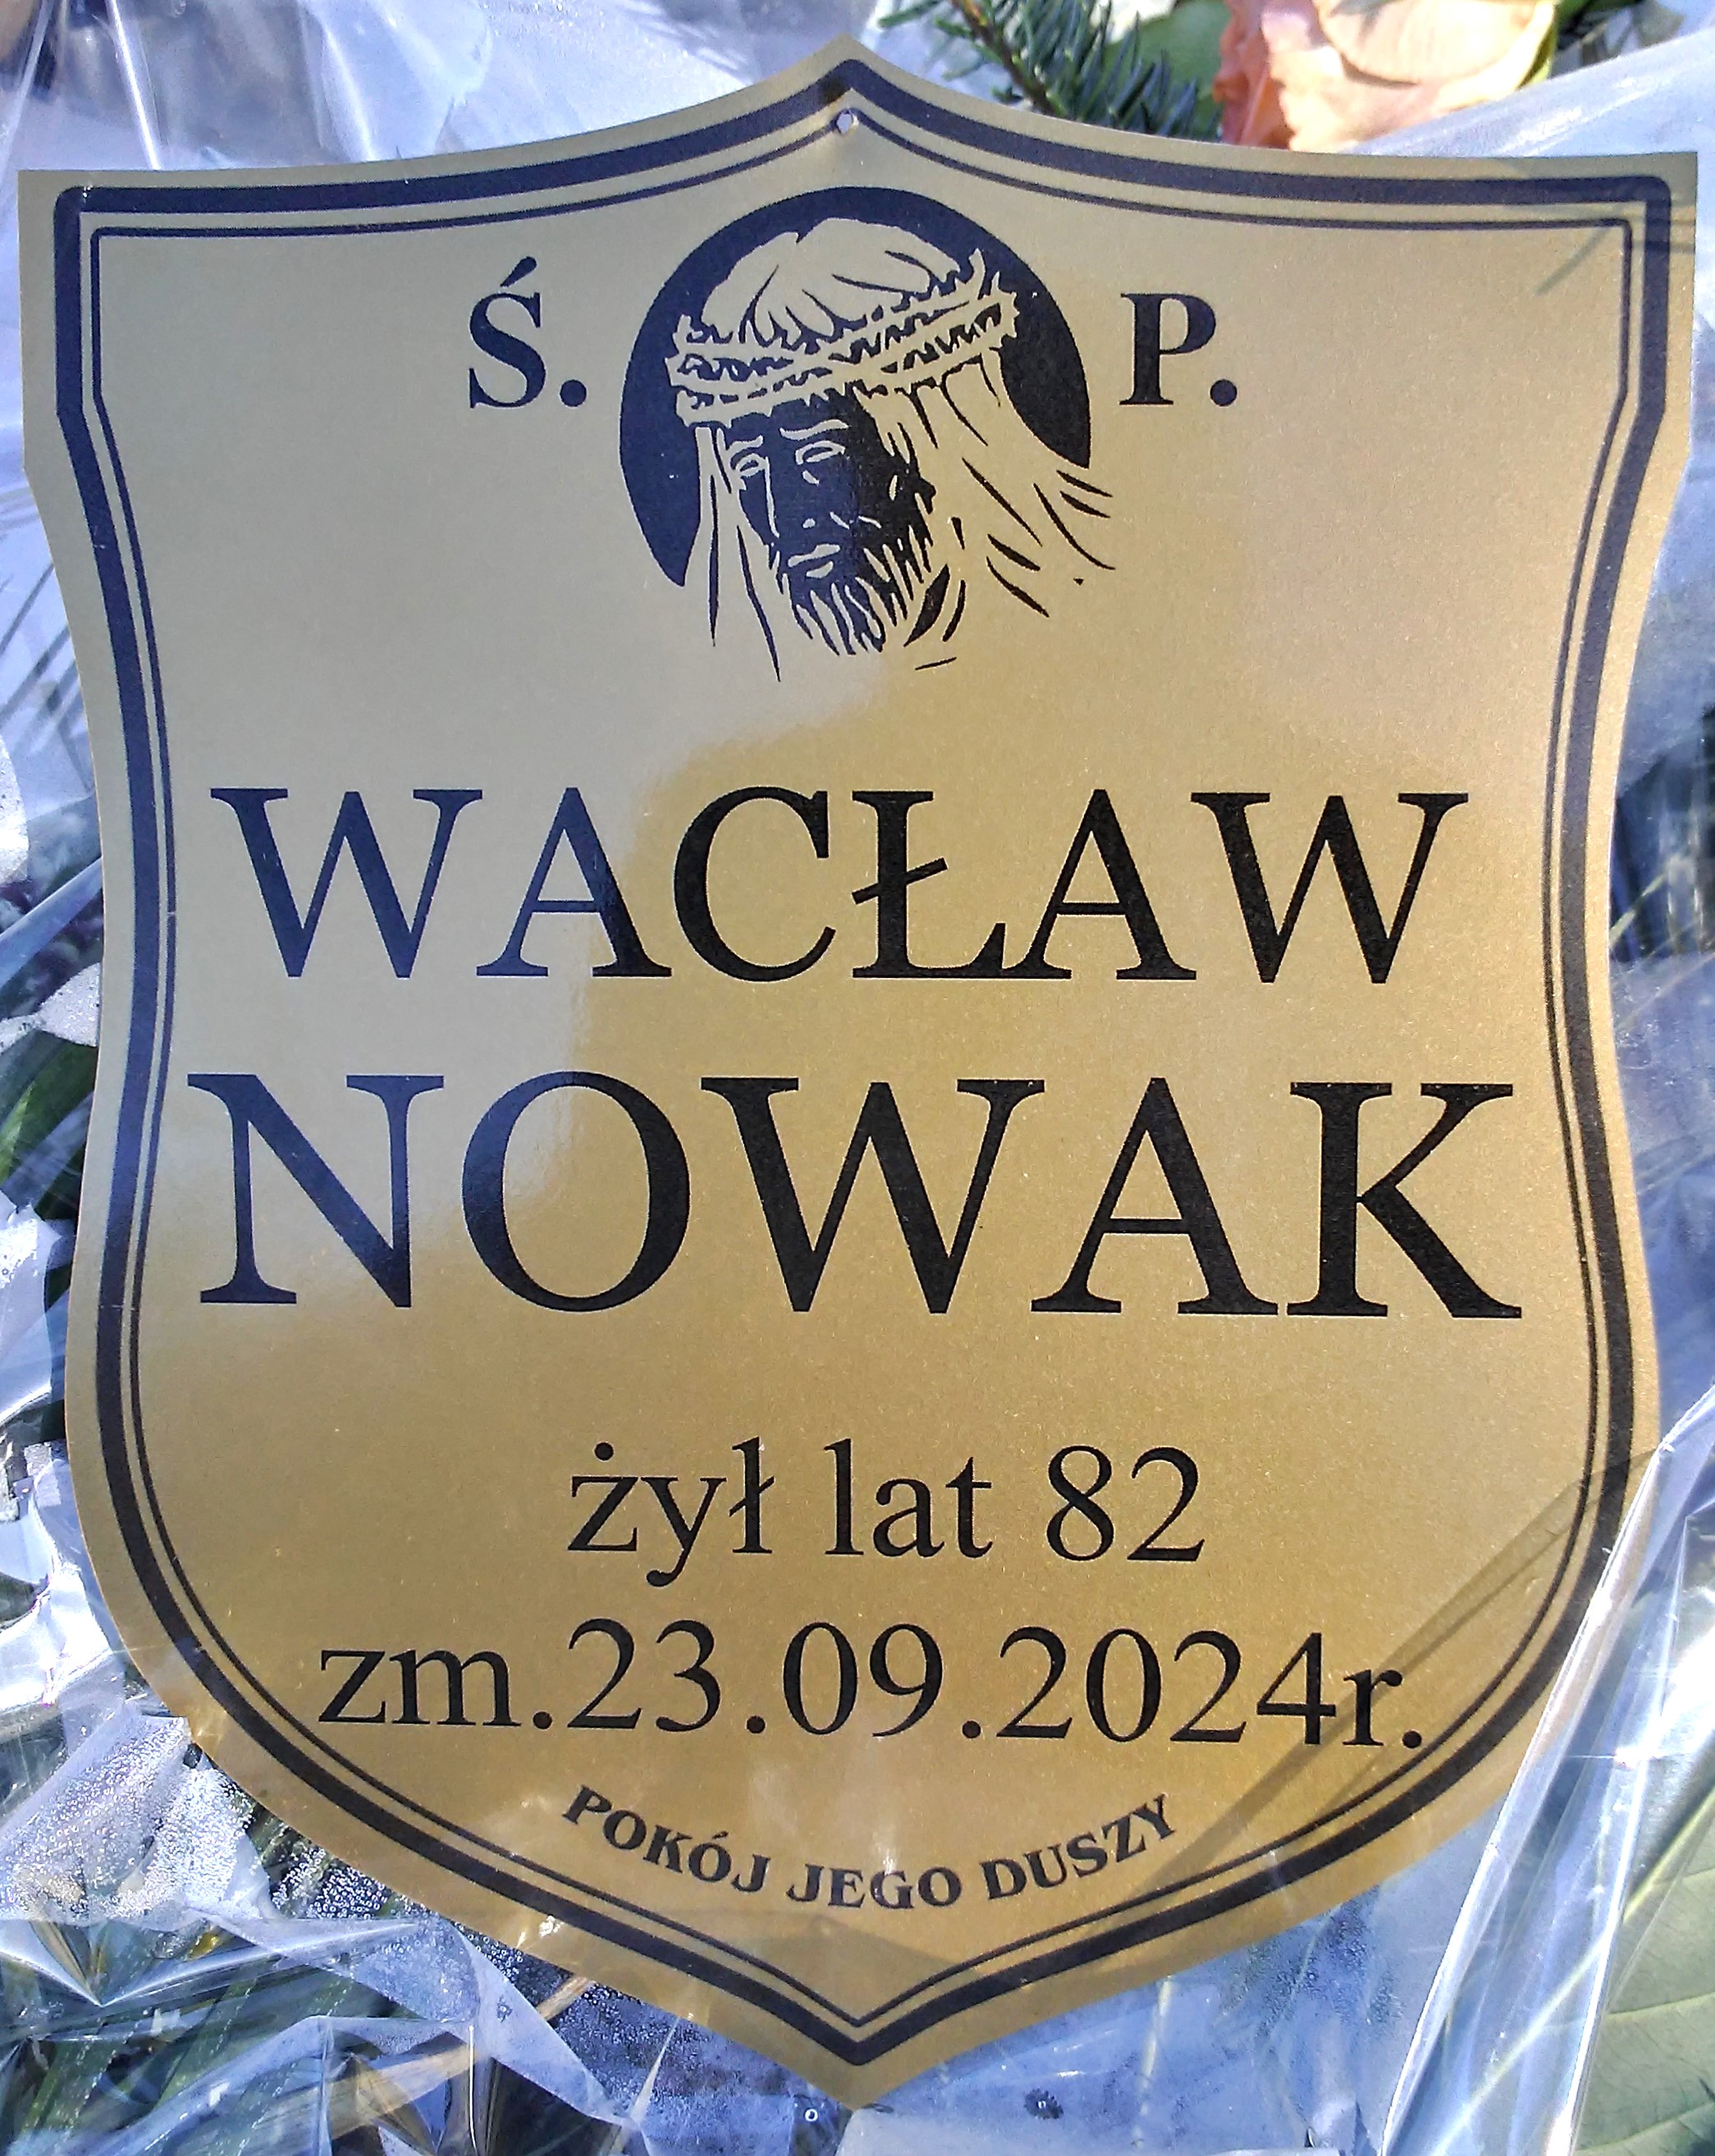 Ś. P.
WACŁAW
NOWAK
żył lat 82
zm.23.09.2024r.
POKÓJ JEGO DUSZY